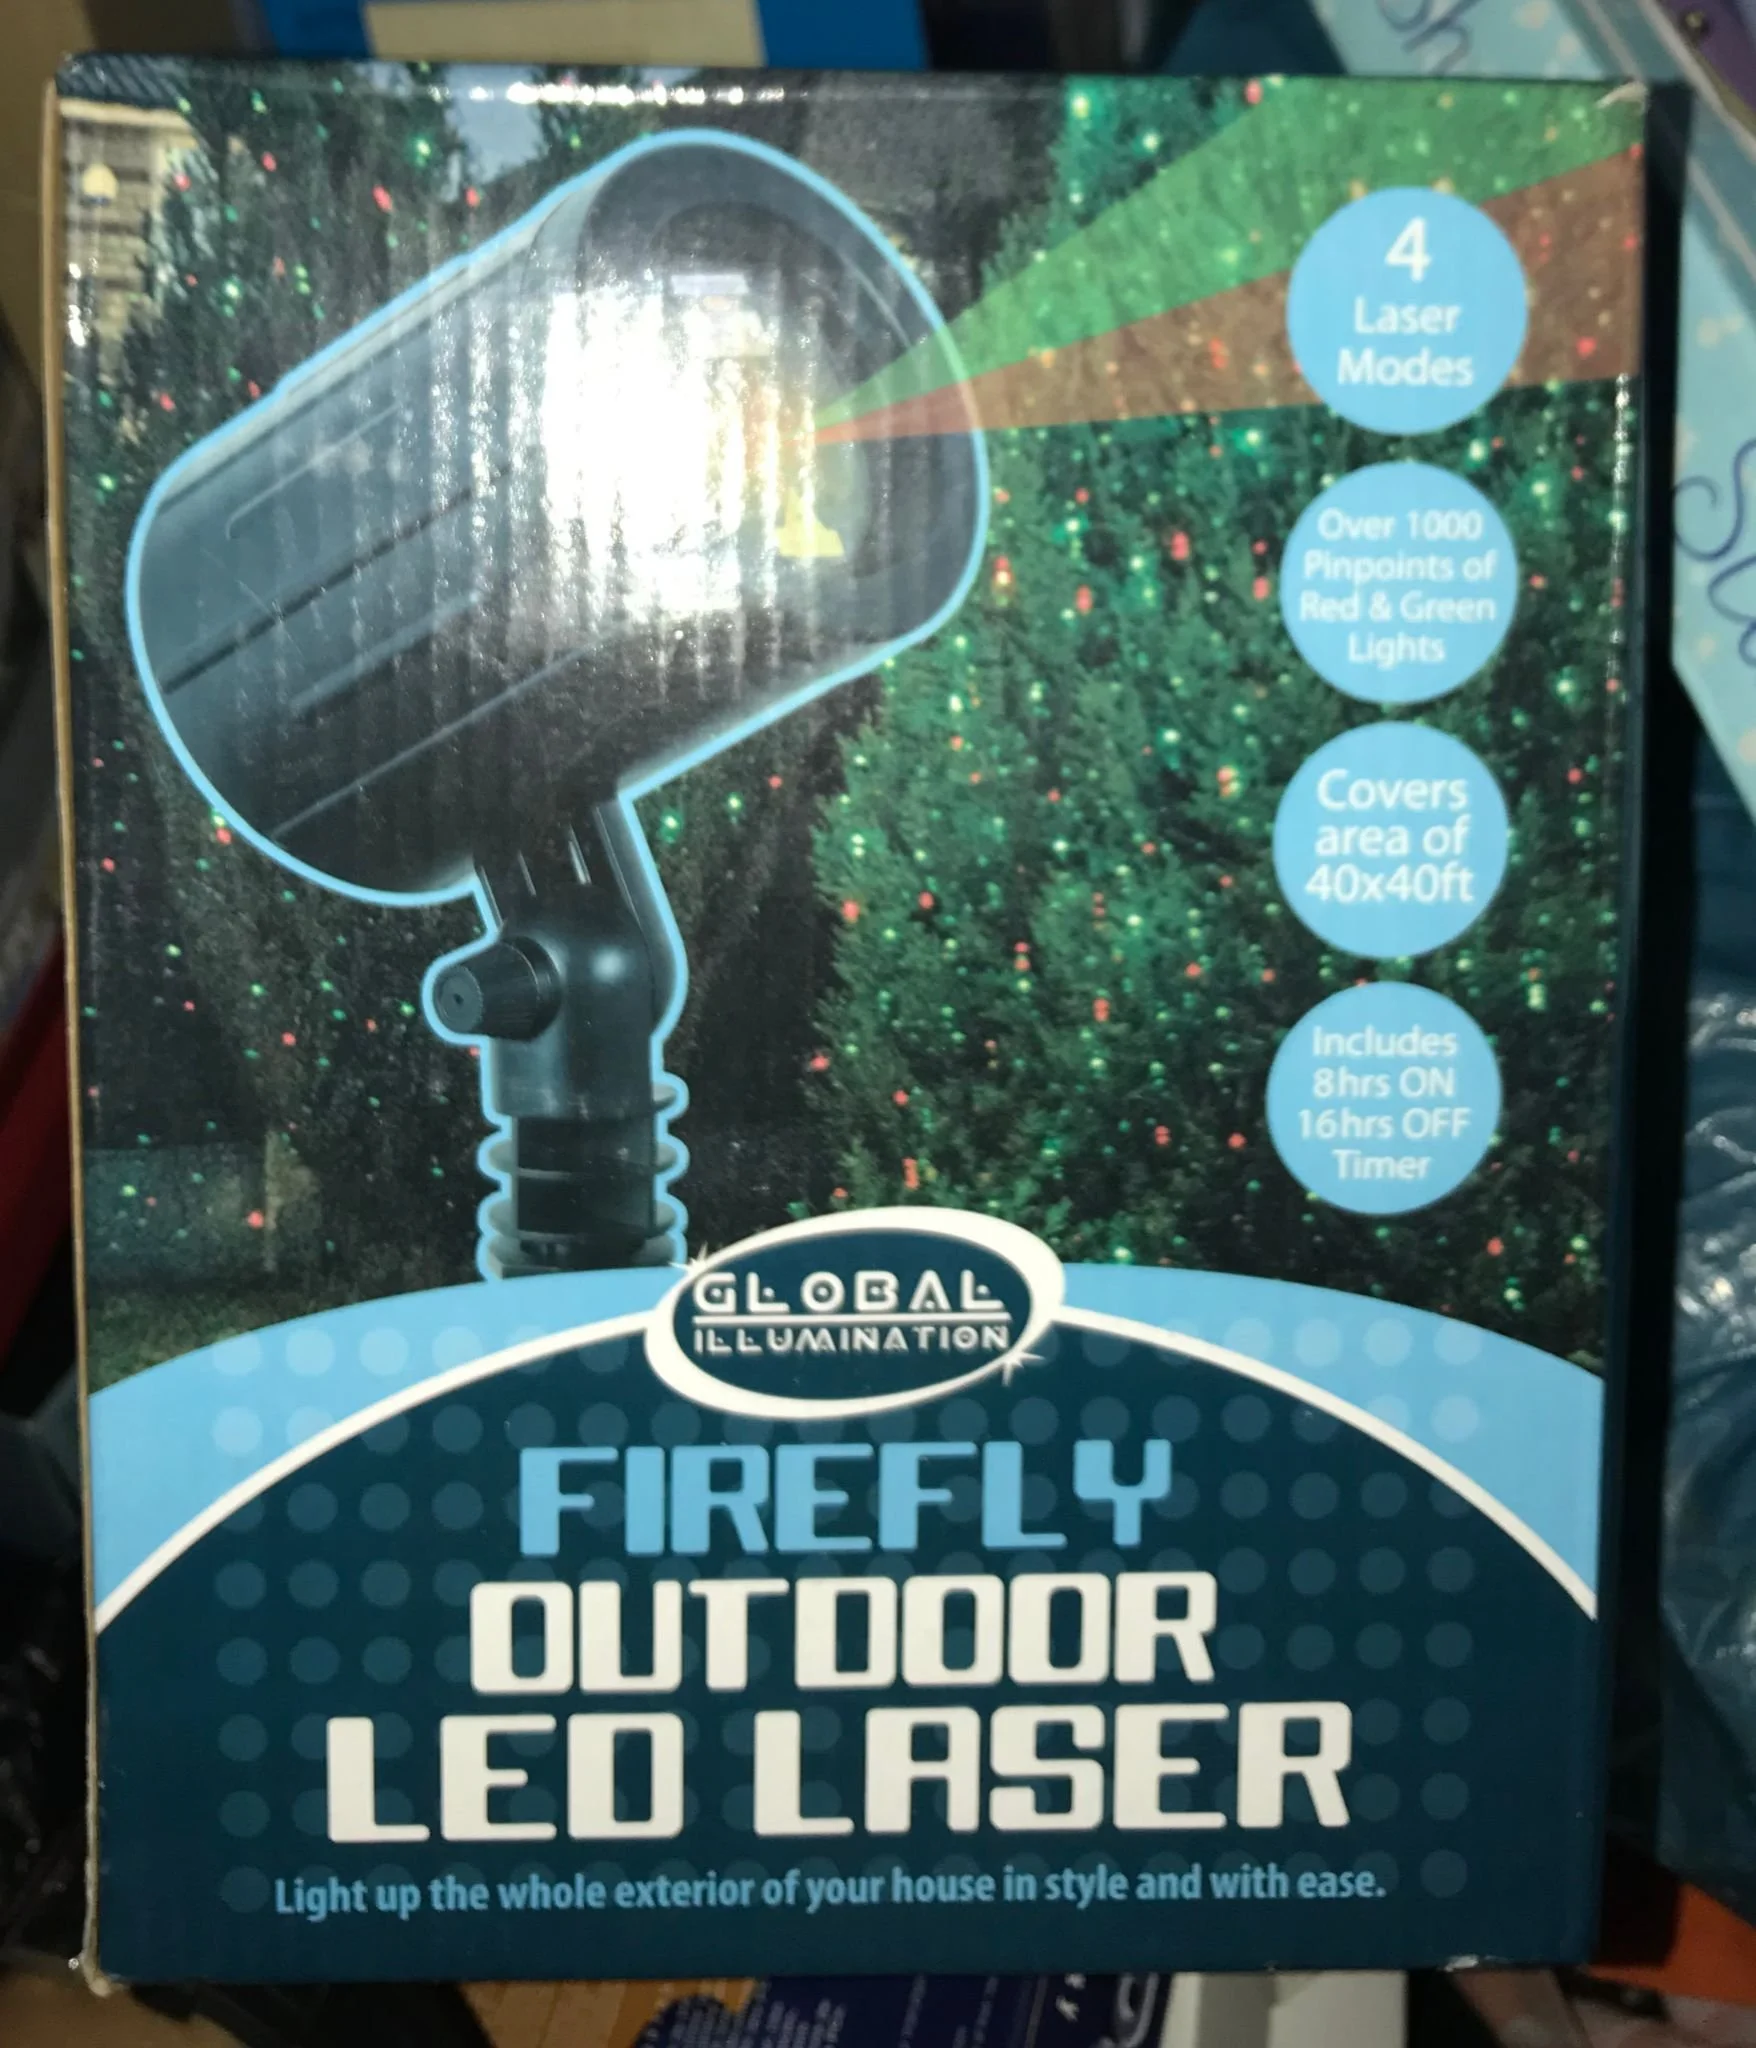 4
Laser
Modes
Over 1000
Pinpoints of
Red & Green
Lights
Covers
area of
40x40ft
Includes
8hrs ON
16hrs OFF
Timer
GLOBAL
ILLUMINATION
FIREFLY
OUTDOOR
LED LASER
Light up the whole exterior of your house in style and with ease.